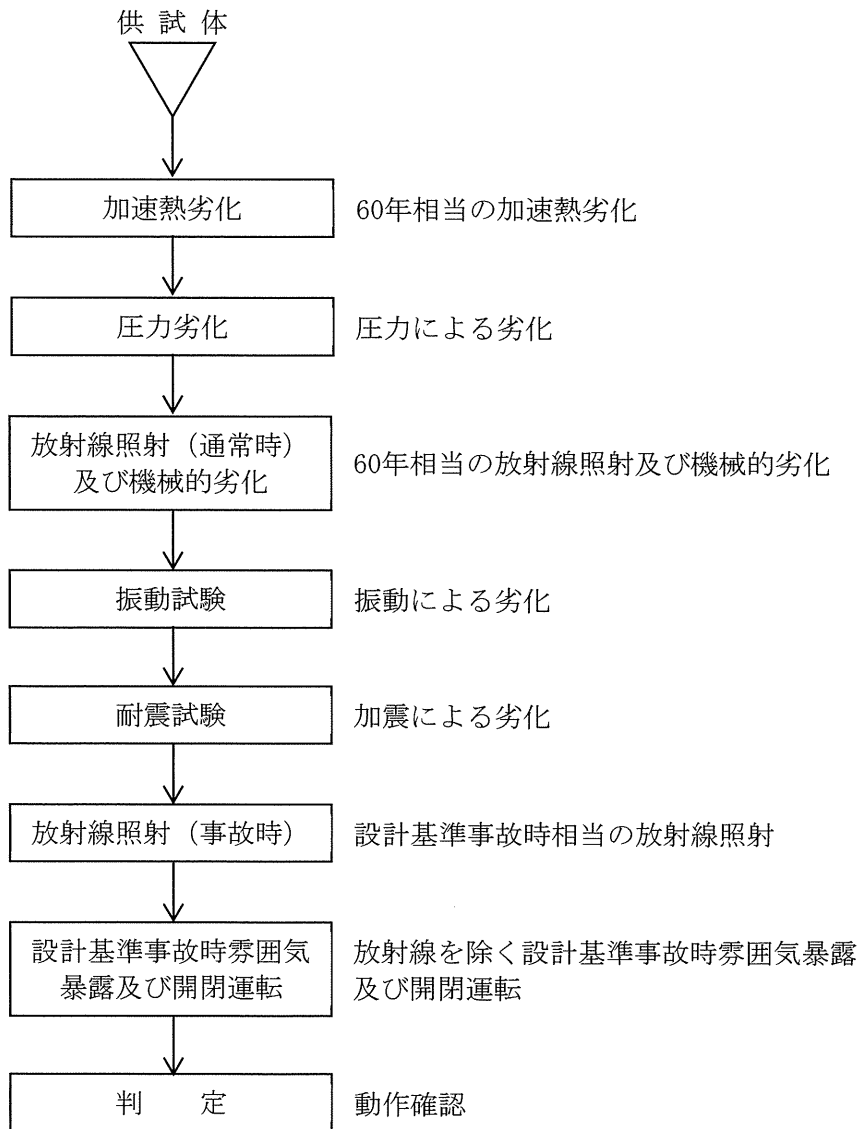 供 試 体
加速熱劣化
60年相当の加速熱劣化
圧力劣化
圧力による劣化
放射線照射（通常時）
及び機械的劣化
60年相当の放射線照射及び機械的劣化
振動試験
振動による劣化
耐震試験
加震による劣化
放射線照射（事故時）
設計基準事故時相当の放射線照射
設計基準事故時雰囲気
暴露及び開閉運転
放射線を除く設計基準事故時雰囲気暴露
及び開閉運転
判　　定
動作確認